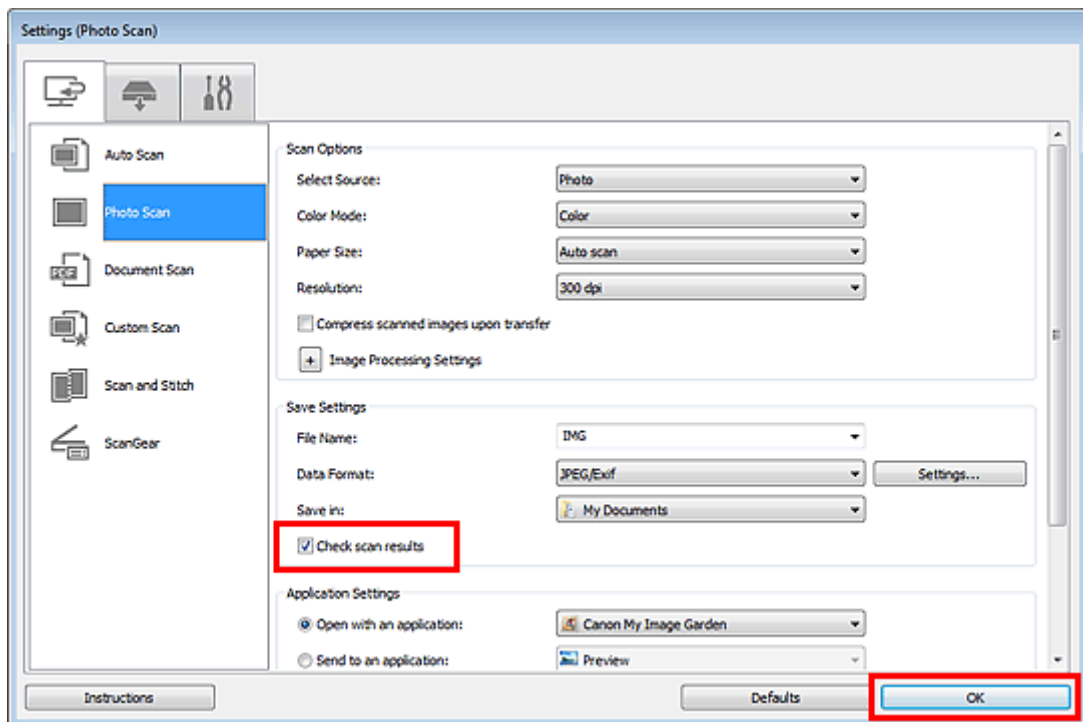 Settings (Photo Scan)
Auto Scan
Photo Scan
PDF
Document Scan
Custom Scan
Scan and Stitch
ScanGear
Scan Options
Select Source: Photo
Color Mode: Color
Paper Size: Auto scan
Resolution: 300 dpi
Compress scanned images upon transfer
+ Image Processing Settings
Save Settings
File Name: IMG
Data Format: JPEG/Exif Settings...
Save in: My Documents
Check scan results
Application Settings
Open with an application: Canon My Image Garden
Send to an application: Preview
Instructions Defaults OK